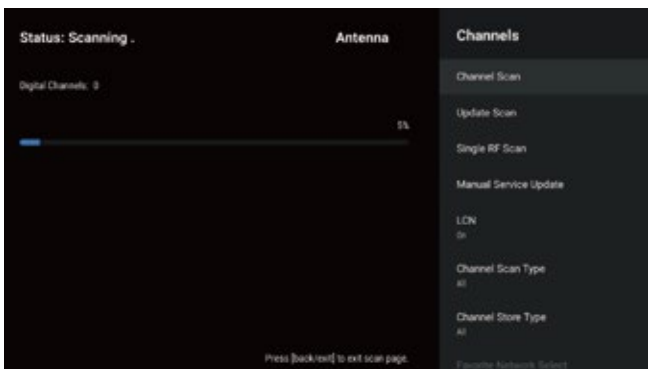 Status: Scanning .
Antenna
Digital Channels: 0
5%
Press [back/exit] to exit scan page.
Channels
Channel Scan
Update Scan
Single RF Scan
Manual Service Update
LCN
On
Channel Scan Type
All
Channel Store Type
All
Favorite Network Select